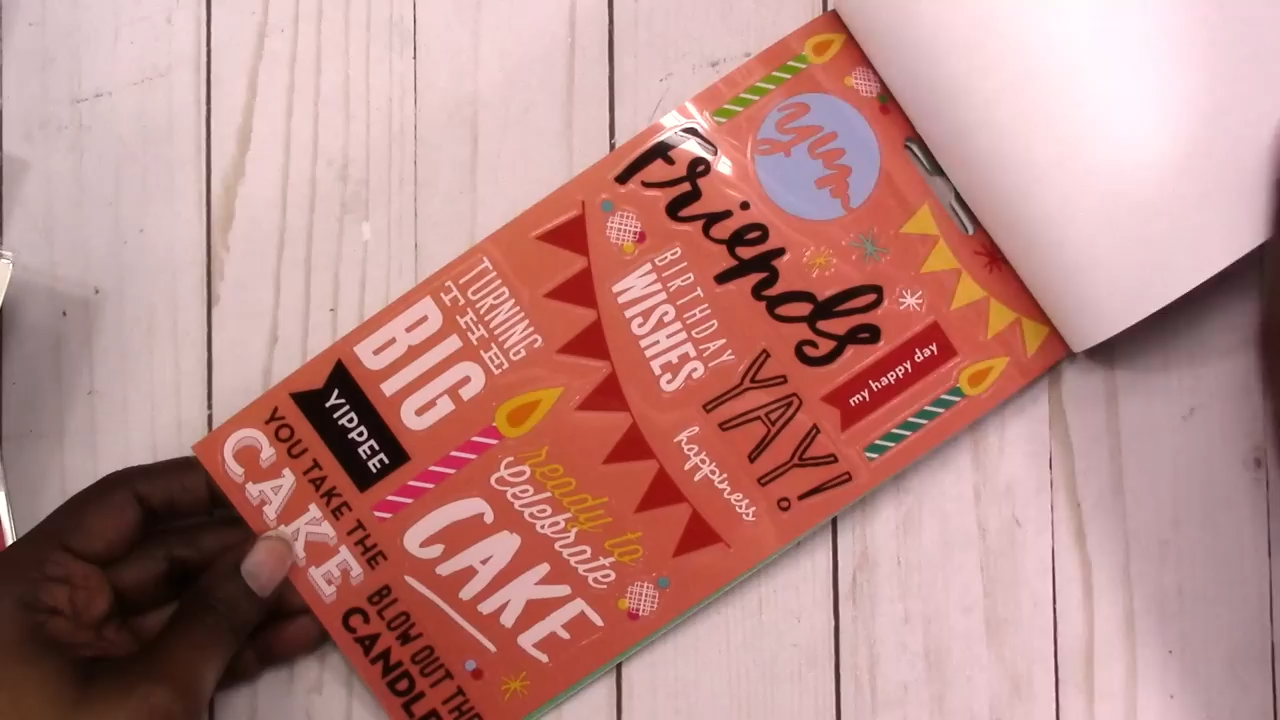 yum
Friends
BIRTHDAY
WISHES
my happy day
YAY!
happiness
TURNING
THE
BIG
YIPPEE
ready to
Celebrate
CAKE
YOU TAKE THE
CAKE
BLOW OUT THE